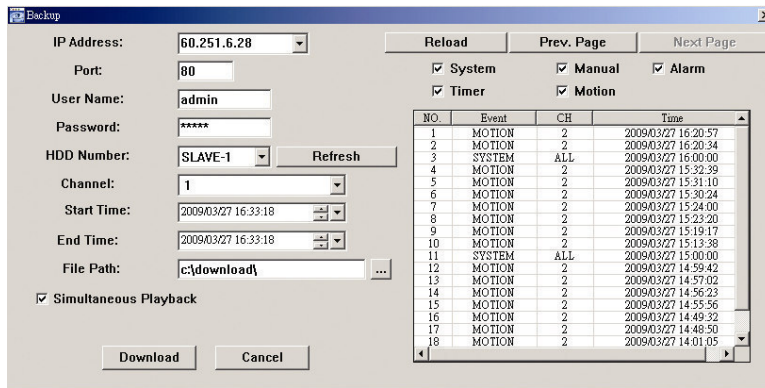 Backup
IP Address: 60.251.6.28
Port: 80
User Name: admin
Password: *****
HDD Number: SLAVE-1 Refresh
Channel: 1
Start Time: 2009/03/27 16:33:18
End Time: 2009/03/27 16:33:18
File Path: c:\download\ ...
Simultaneous Playback
Download Cancel
Reload Prev. Page Next Page
System Manual Alarm
Timer Motion
NO. Event CH Time
1 MOTION 2 2009/03/27 16:20:57
2 MOTION 2 2009/03/27 16:20:34
3 SYSTEM ALL 2009/03/27 16:00:00
4 MOTION 2 2009/03/27 15:32:39
5 MOTION 2 2009/03/27 15:31:10
6 MOTION 2 2009/03/27 15:30:24
7 MOTION 2 2009/03/27 15:24:00
8 MOTION 2 2009/03/27 15:23:20
9 MOTION 2 2009/03/27 15:19:17
10 MOTION 2 2009/03/27 15:13:38
11 SYSTEM ALL 2009/03/27 15:00:00
12 MOTION 2 2009/03/27 14:59:42
13 MOTION 2 2009/03/27 14:57:02
14 MOTION 2 2009/03/27 14:56:23
15 MOTION 2 2009/03/27 14:55:56
16 MOTION 2 2009/03/27 14:49:32
17 MOTION 2 2009/03/27 14:48:50
18 MOTION 2 2009/03/27 14:01:05